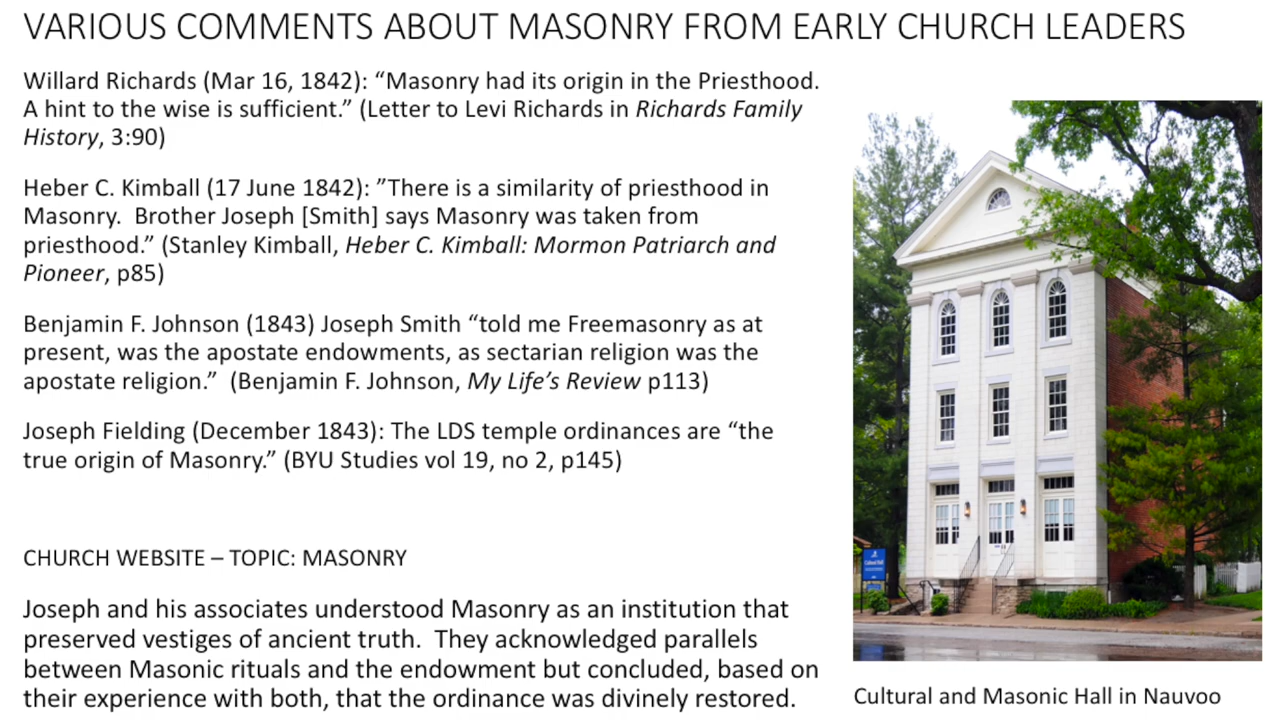 VARIOUS COMMENTS ABOUT MASONRY FROM EARLY CHURCH LEADERS
Willard Richards (Mar 16, 1842): “Masonry had its origin in the Priesthood.
A hint to the wise is sufficient.” (Letter to Levi Richards in Richards Family
History, 3:90)
Heber C. Kimball (17 June 1842): ”There is a similarity of priesthood in
Masonry.  Brother Joseph [Smith] says Masonry was taken from
priesthood.” (Stanley Kimball, Heber C. Kimball: Mormon Patriarch and
Pioneer, p85)
Benjamin F. Johnson (1843) Joseph Smith “told me Freemasonry as at
present, was the apostate endowments, as sectarian religion was the
apostate religion.”  (Benjamin F. Johnson, My Life’s Review p113)
Joseph Fielding (December 1843): The LDS temple ordinances are “the
true origin of Masonry.” (BYU Studies vol 19, no 2, p145)
CHURCH WEBSITE – TOPIC: MASONRY
Joseph and his associates understood Masonry as an institution that
preserved vestiges of ancient truth.  They acknowledged parallels
between Masonic rituals and the endowment but concluded, based on
their experience with both, that the ordinance was divinely restored.
Cultural Hall
Cultural and Masonic Hall in Nauvoo